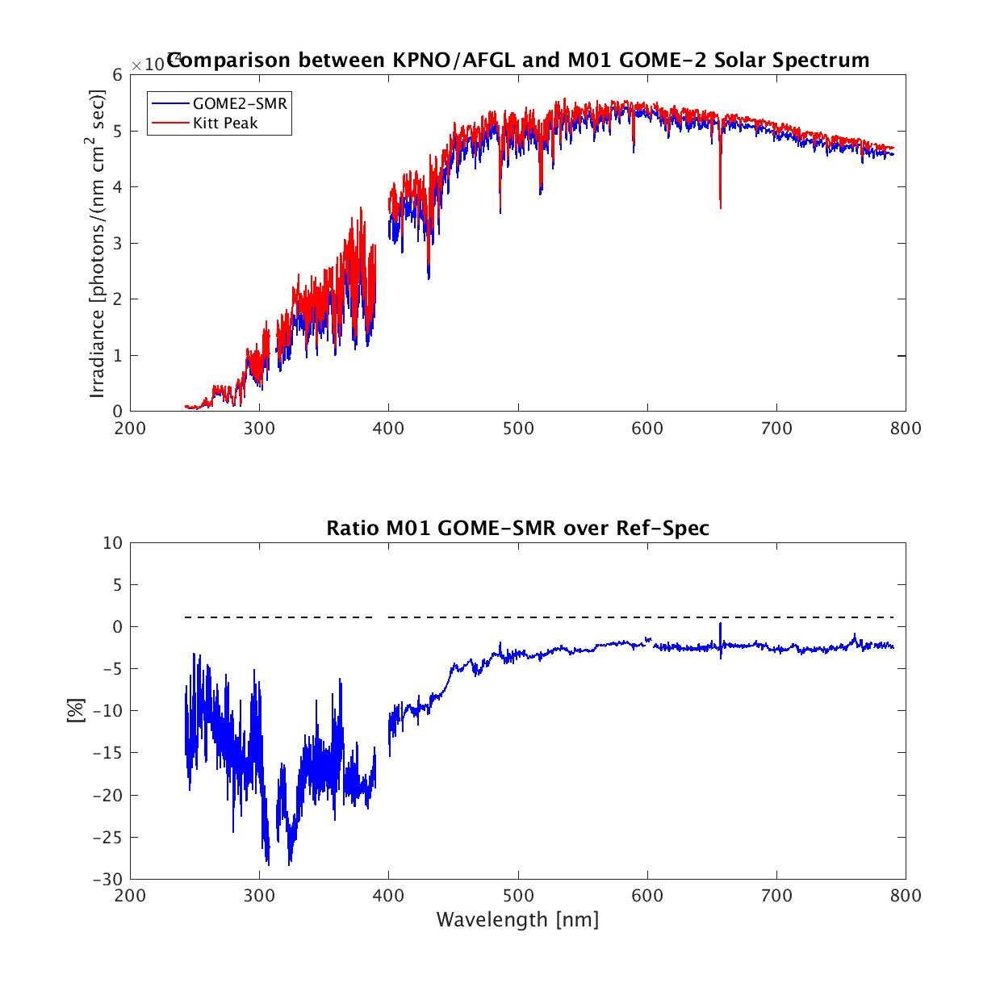 Comparison between KPNO/AFGL and M01 GOME-2 Solar Spectrum
×10
6
5
4
3
2
1
0
Irradiance [photons/(nm cm² sec)]
GOME2-SMR
Kitt Peak
200 300 400 500 600 700 800
Ratio M01 GOME-SMR over Ref-Spec
10
5
0
-5
-10
-15
-20
-25
-30
[%]
200 300 400 500 600 700 800
Wavelength [nm]